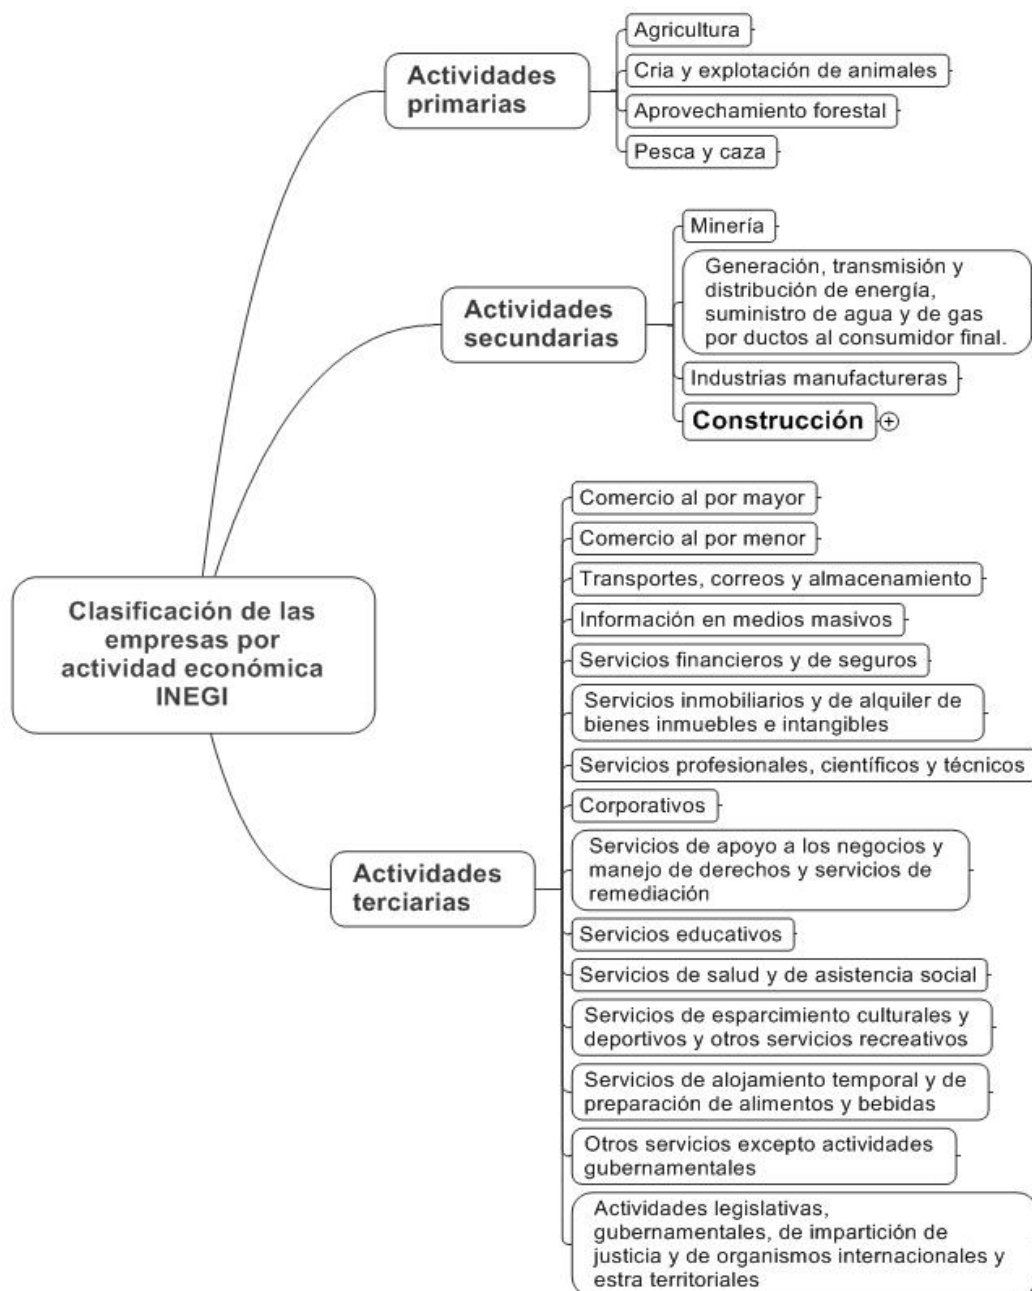 Clasificación de las
empresas por
actividad económica
INEGI
Actividades
primarias
Agricultura
Cria y explotación de animales
Aprovechamiento forestal
Pesca y caza
Actividades
secundarias
Minería
Generación, transmisión y
distribución de energía,
suministro de agua y de gas
por ductos al consumidor final.
Industrias manufactureras
Construcción
Actividades
terciarias
Comercio al por mayor
Comercio al por menor
Transportes, correos y almacenamiento
Información en medios masivos
Servicios financieros y de seguros
Servicios inmobiliarios y de alquiler de
bienes inmuebles e intangibles
Servicios profesionales, científicos y técnicos
Corporativos
Servicios de apoyo a los negocios y
manejo de derechos y servicios de
remediación
Servicios educativos
Servicios de salud y de asistencia social
Servicios de esparcimiento culturales y
deportivos y otros servicios recreativos
Servicios de alojamiento temporal y de
preparación de alimentos y bebidas
Otros servicios excepto actividades
gubernamentales
Actividades legislativas,
gubernamentales, de impartición de
justicia y de organismos internacionales y
estra territoriales